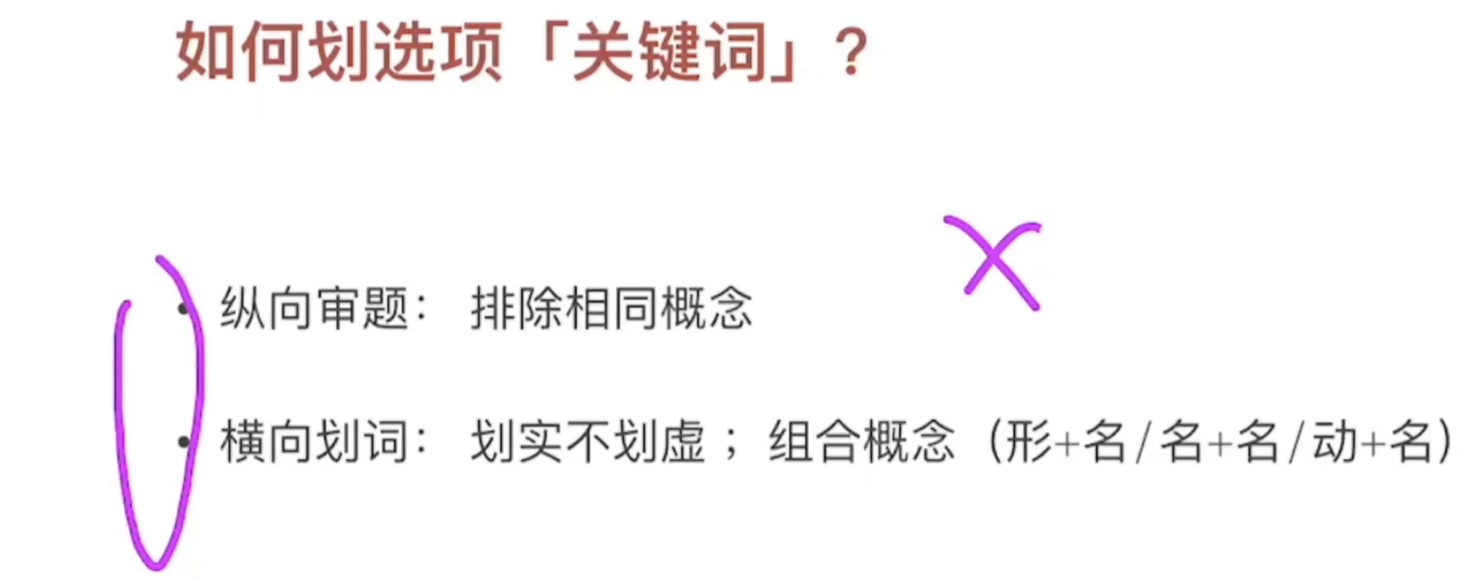 如何划选项「关键词」?
• 纵向审题： 排除相同概念
• 横向划词： 划实不划虚； 组合概念（形+名/名+名/动+名）